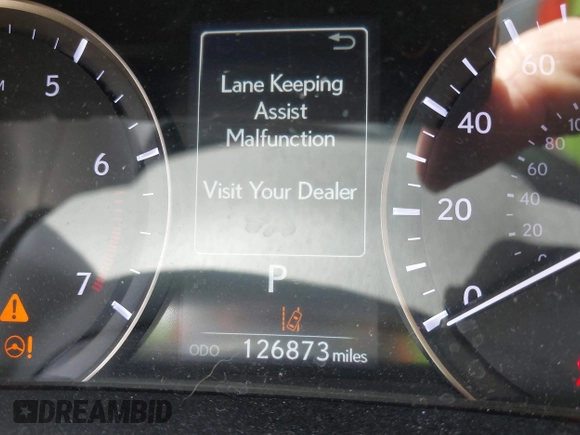 Lane Keeping
Assist
Malfunction
Visit Your Dealer
P
ODO 126873 miles
5
6
7
60
40
20
0
80
60
40
20
0
DREAMBID